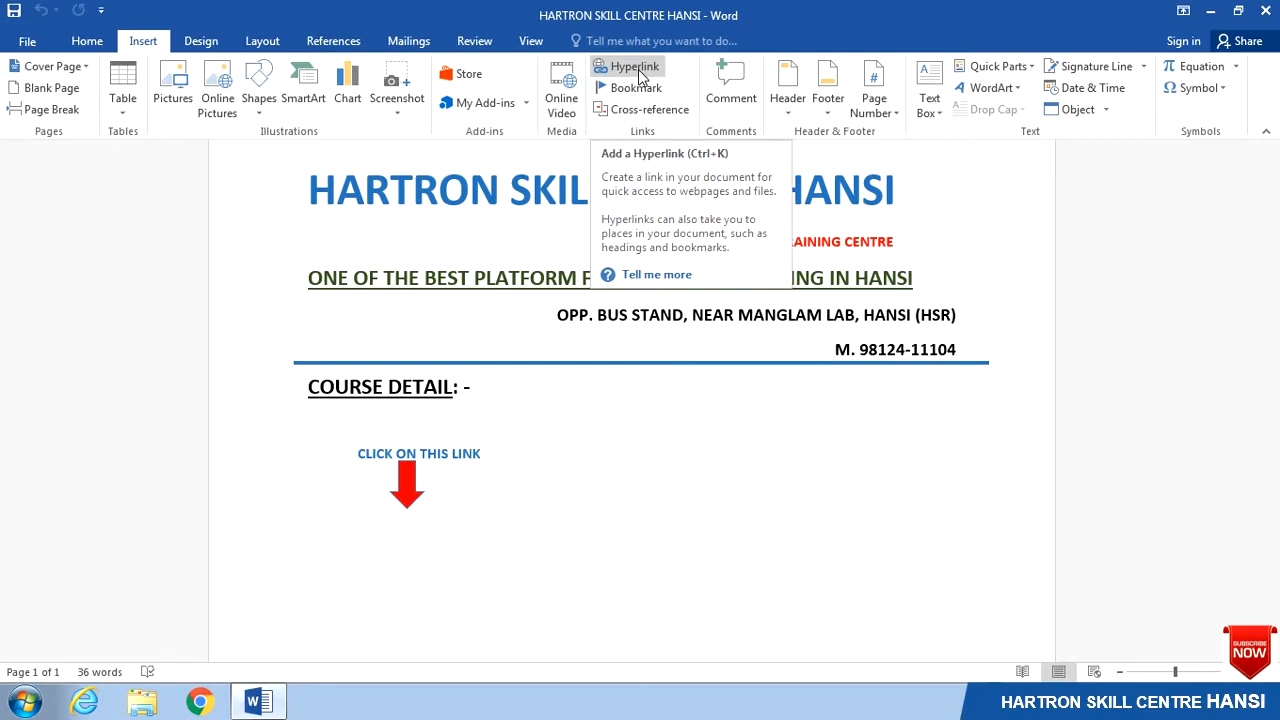 HARTRON SKILL CENTRE HANSI - Word
File Home Insert Design Layout References Mailings Review View Tell me what you want to do... Sign in Share
Cover Page
Blank Page
Page Break
Pages
Table
Tables
Pictures
Online
Pictures
Shapes
SmartArt
Chart
Screenshot
Illustrations
Store
My Add-ins
Add-ins
Online
Video
Media
Hyperlink
Bookmark
Cross-reference
Links
Comment
Comments
Header
Footer
Page
Number
Header & Footer
Text
Box
Quick Parts
WordArt
Drop Cap
Signature Line
Date & Time
Object
Text
Equation
Symbol
Symbols
Add a Hyperlink (Ctrl+K)
Create a link in your document for
quick access to webpages and files.
Hyperlinks can also take you to
places in your document, such as
headings and bookmarks.
Tell me more
HARTRON SKIL HANSI
AINING CENTRE
ONE OF THE BEST PLATFORM F NG IN HANSI
OPP. BUS STAND, NEAR MANGLAM LAB, HANSI (HSR)
M. 98124-11104
COURSE DETAIL: -
CLICK ON THIS LINK
Page 1 of 1 36 words
SUBSCRIBE
NOW
HARTRON SKILL CENTRE HANSI